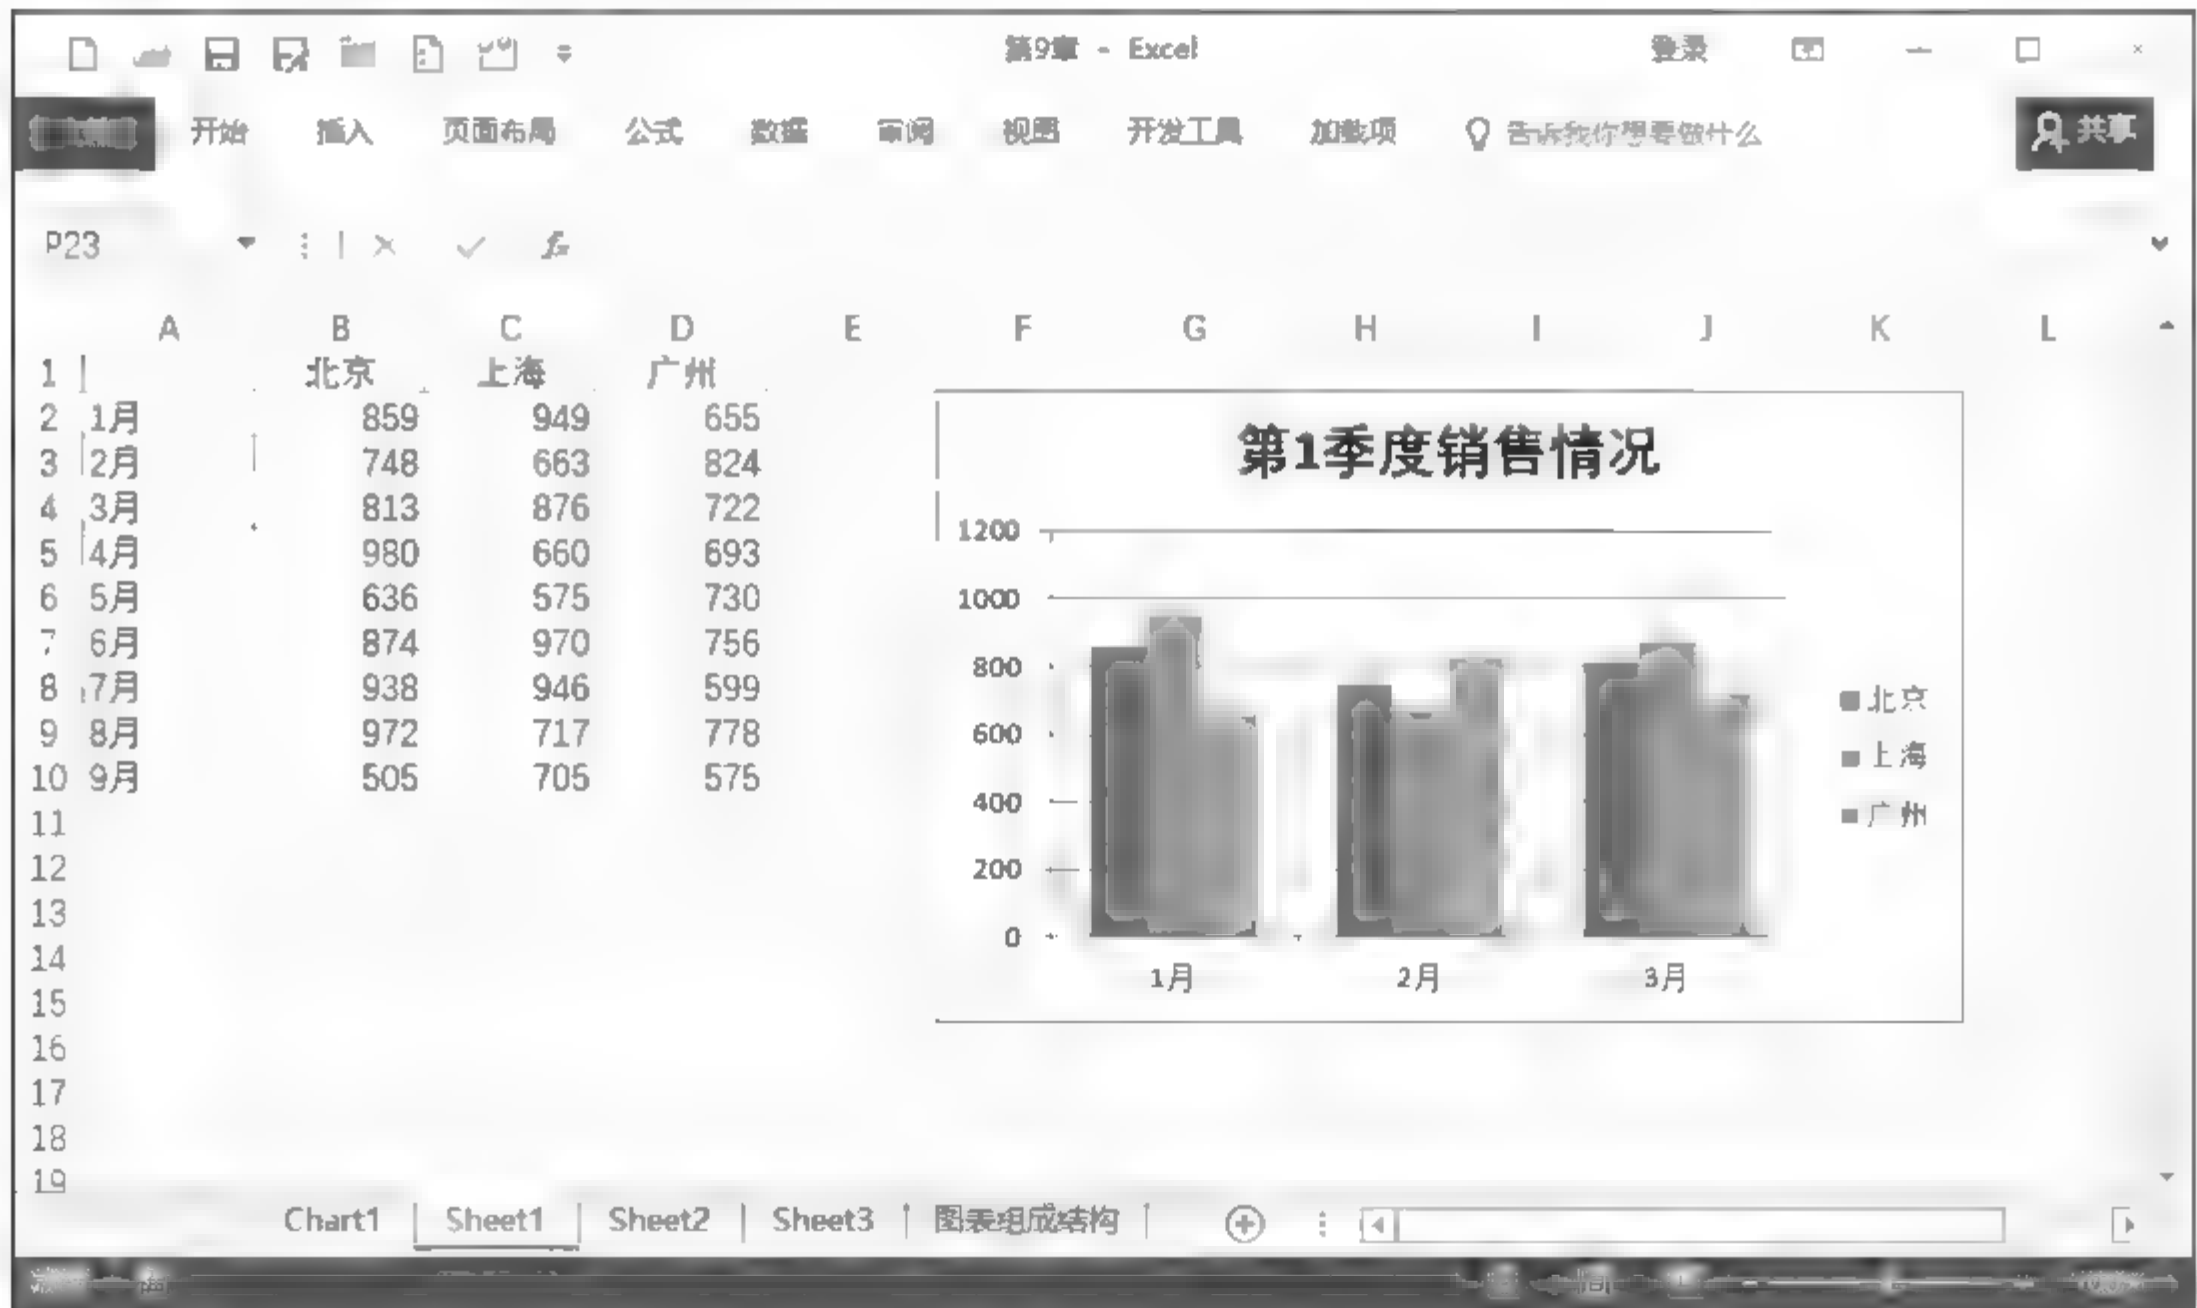 第9章 - Excel 登录
开始 插入 页面布局 公式 数据 审阅 视图 开发工具 加载项 告诉我你想要做什么 共享
P23 fx
A B C D E F G H I J K L
1 北京 上海 广州
2 1月 859 949 655
3 2月 748 663 824
4 3月 813 876 722
5 4月 980 660 693
6 5月 636 575 730
7 6月 874 970 756
8 7月 938 946 599
9 8月 972 717 778
10 9月 505 705 575
11
12
13
14
15
16
17
18
19
第1季度销售情况
1200
1000
800
600
400
200
0
1月 2月 3月
北京
上海
广州
Chart1 Sheet1 Sheet2 Sheet3 图表组成结构